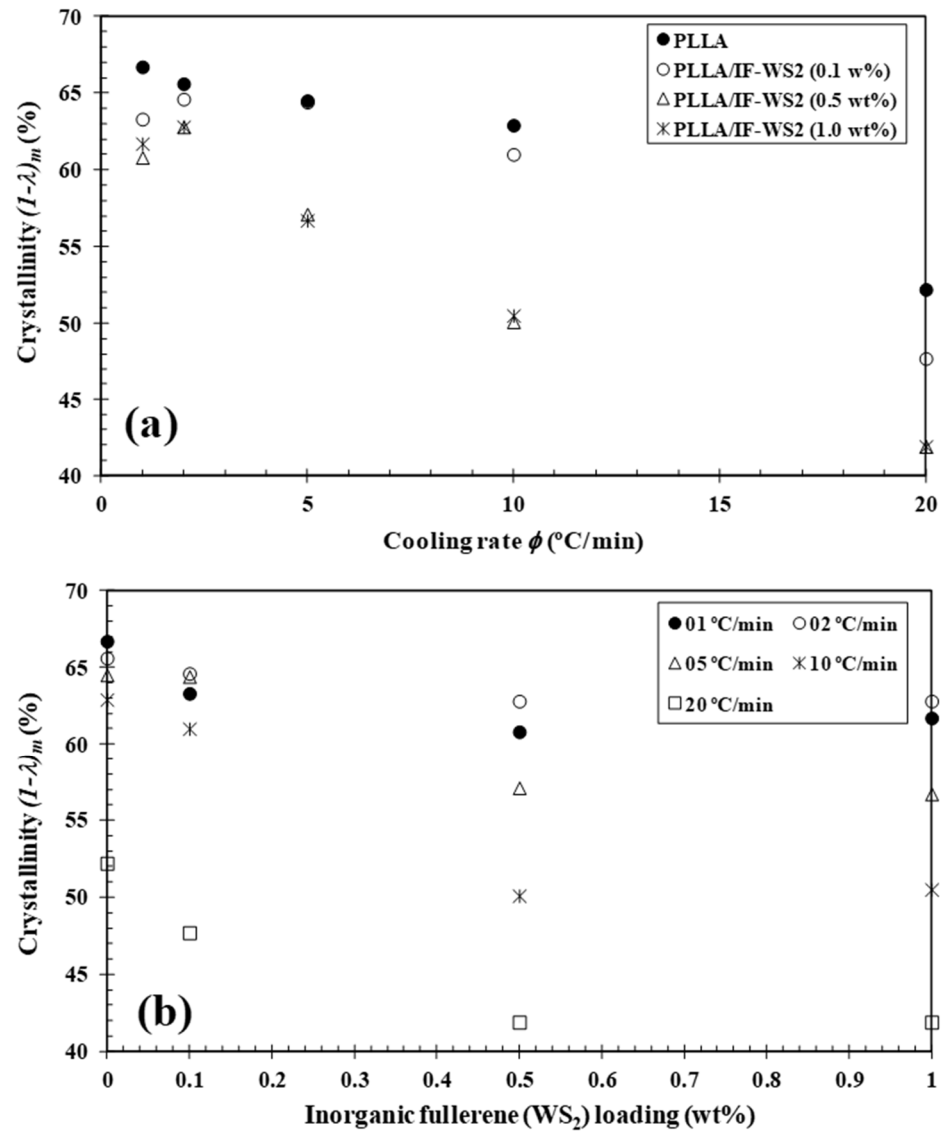 70
65
60
55
50
45
40
Crystallinity (1-λ)m (%)
PLLA
PLLA/IF-WS2 (0.1 w%)
PLLA/IF-WS2 (0.5 wt%)
PLLA/IF-WS2 (1.0 wt%)
(a)
0 5 10 15 20
Cooling rate ϕ (ºC/min)
70
65
60
55
50
45
40
Crystallinity (1-λ)m (%)
01 ºC/min 02 ºC/min
05 ºC/min 10 ºC/min
20 ºC/min
(b)
0 0.1 0.2 0.3 0.4 0.5 0.6 0.7 0.8 0.9 1
Inorganic fullerene (WS2) loading (wt%)